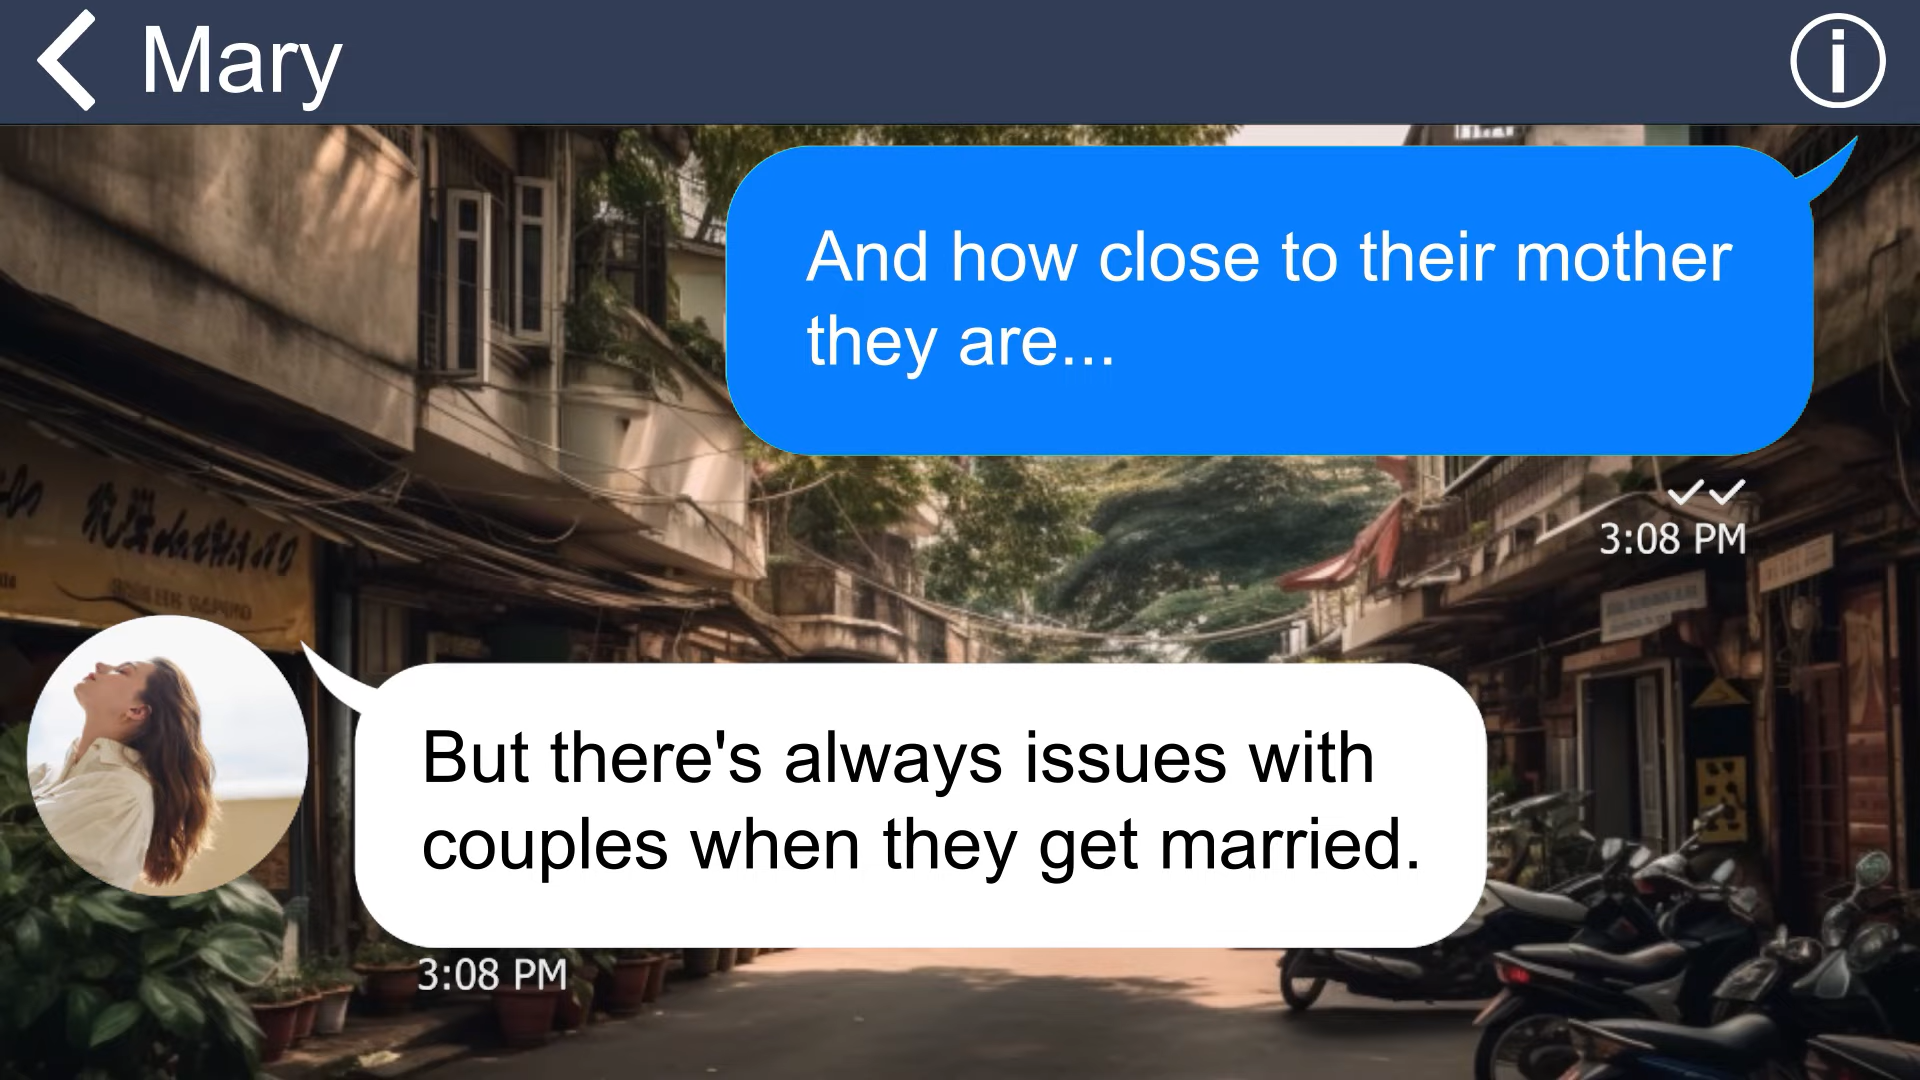 Mary
And how close to their mother
they are...
3:08 PM
But there's always issues with
couples when they get married.
3:08 PM